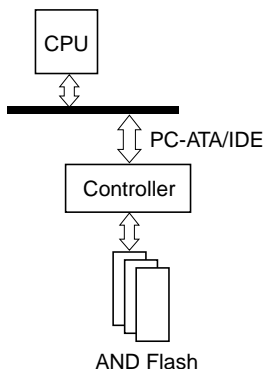 CPU
PC-ATA/IDE
Controller
AND Flash